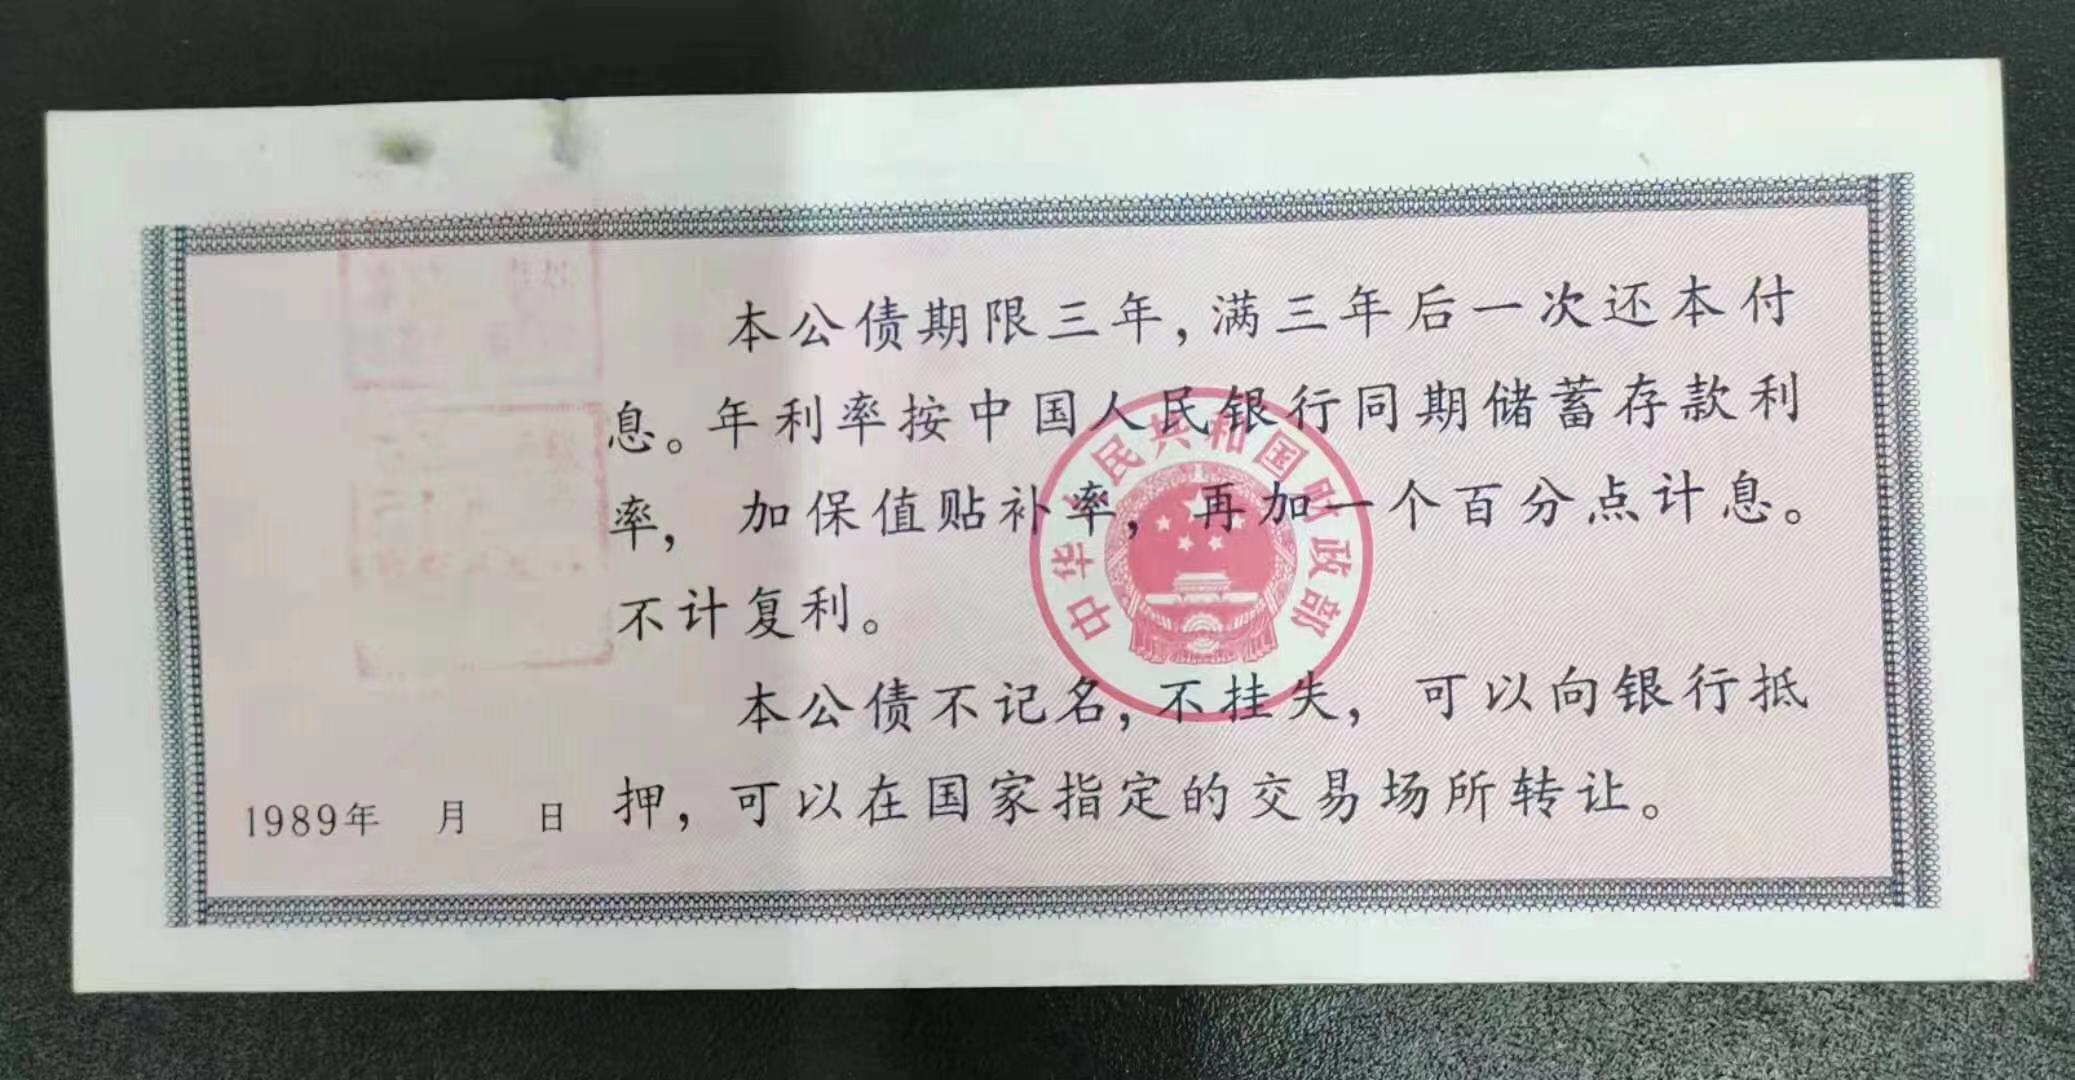 本公债期限三年,满三年后一次还本付
息。年利率按中国人民银行同期储蓄存款利
率,加保值贴补率,再加一个百分点计息。
不计复利。
本公债不记名,不挂失,可以向银行抵
押,可以在国家指定的交易场所转让。
中华人民共和国财政部
1989年 月 日